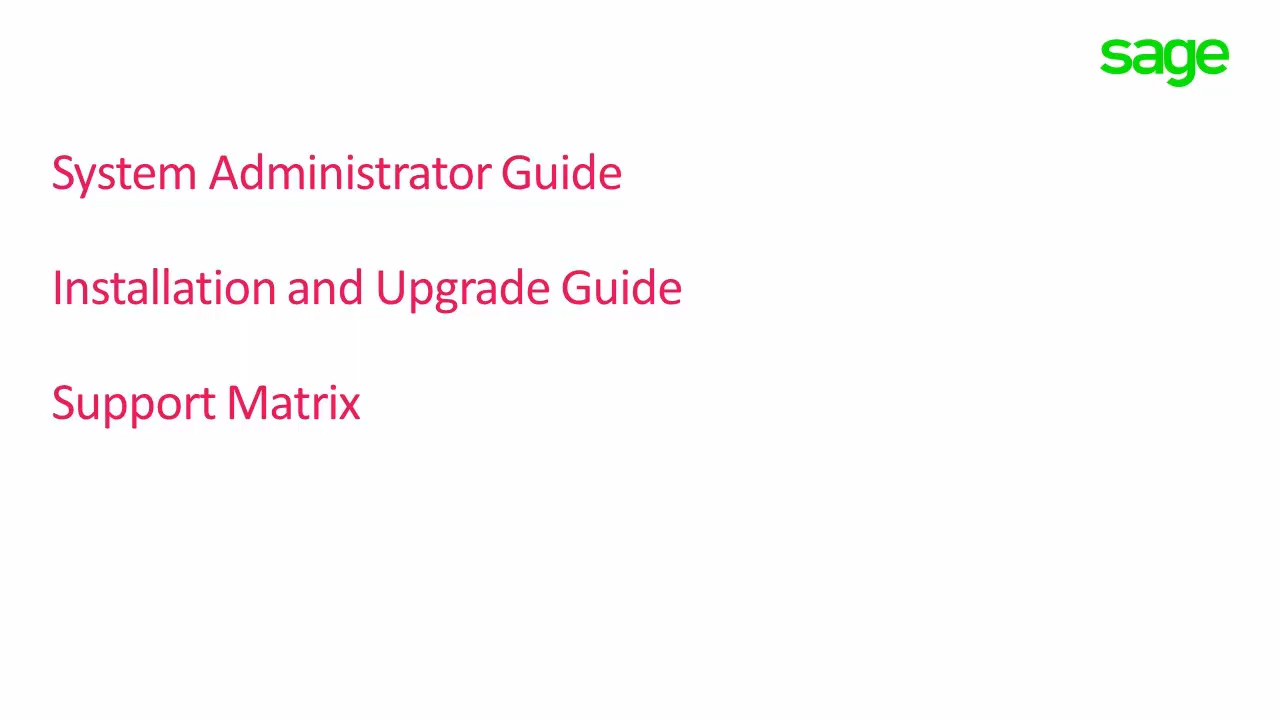 sage
System Administrator Guide
Installation and Upgrade Guide
Support Matrix